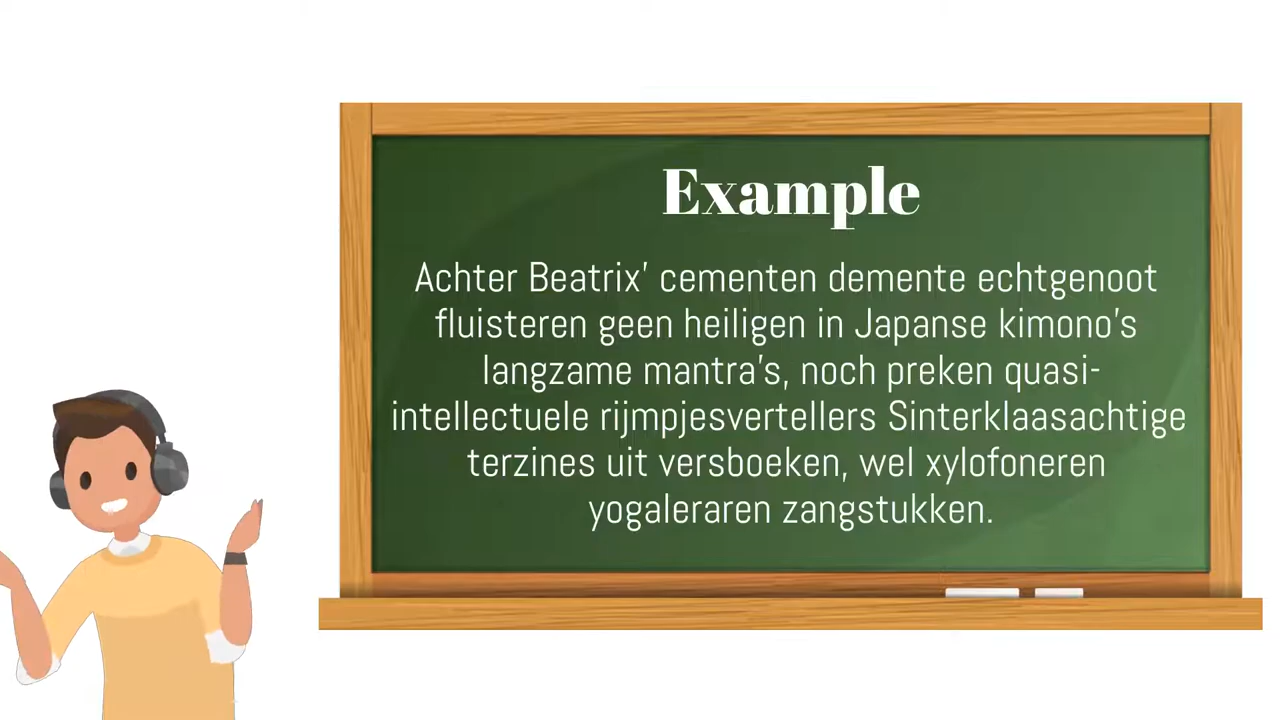 Example
Achter Beatrix’ cementen demente echtgenoot
fluisteren geen heiligen in Japanse kimono’s
langzame mantra’s, noch preken quasi-
intellectuele rijmpjesvertellers Sinterklaasachtige
terzines uit versboeken, wel xylofoneren
yogaleraren zangstukken.